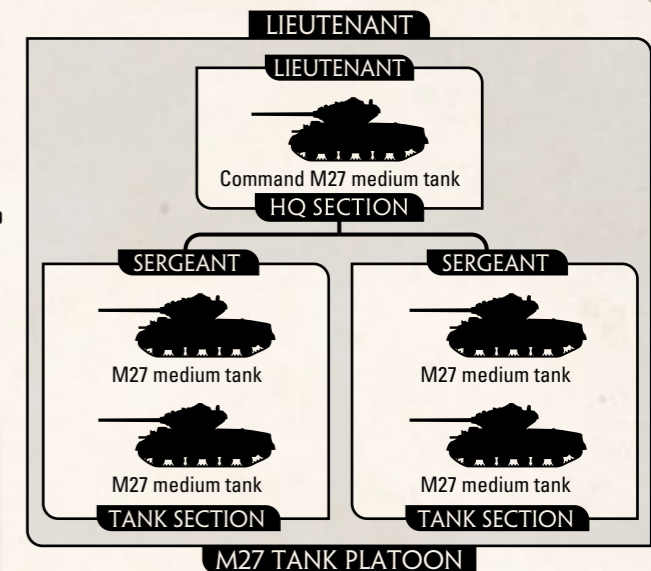 LIEUTENANT
LIEUTENANT
Command M27 medium tank
HQ SECTION
SERGEANT
SERGEANT
M27 medium tank
M27 medium tank
M27 medium tank
M27 medium tank
TANK SECTION
TANK SECTION
M27 TANK PLATOON